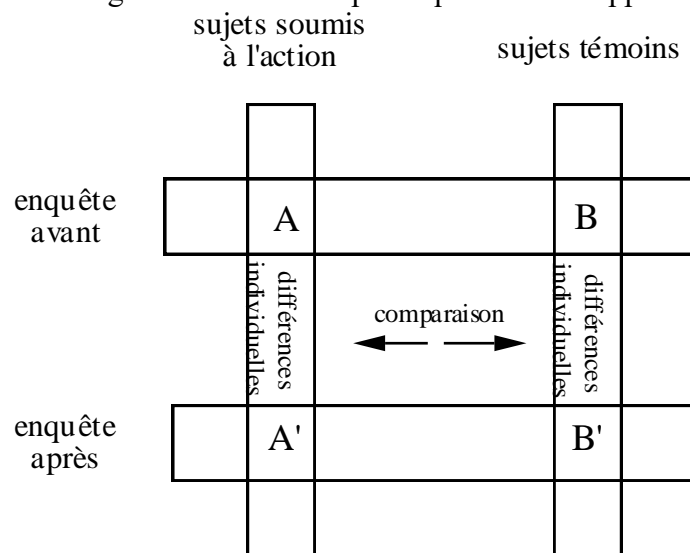 sujets soumis
à l'action
sujets témoins
enquête
avant
A
B
différences
individuelles
comparaison
différences
individuelles
enquête
après
A'
B'